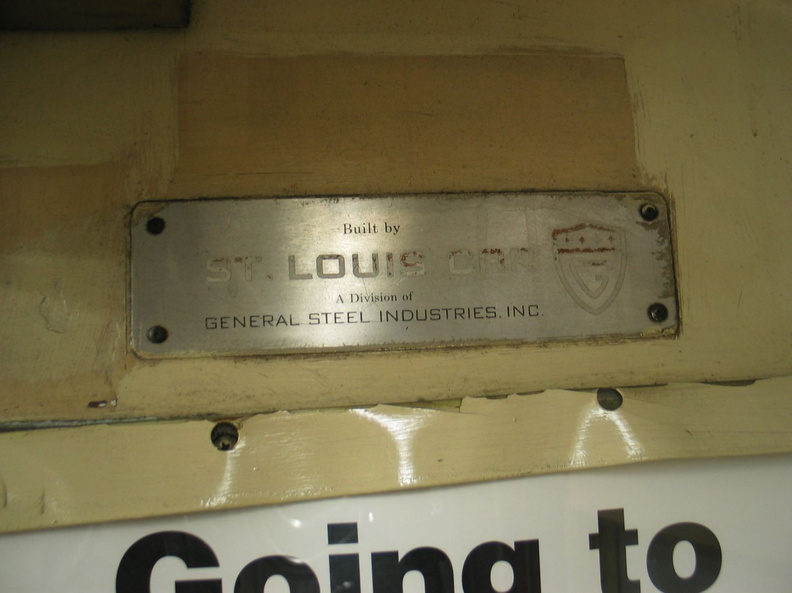 Built by
ST. LOUIS CAR
A Division of
GENERAL STEEL INDUSTRIES, INC.
Going to